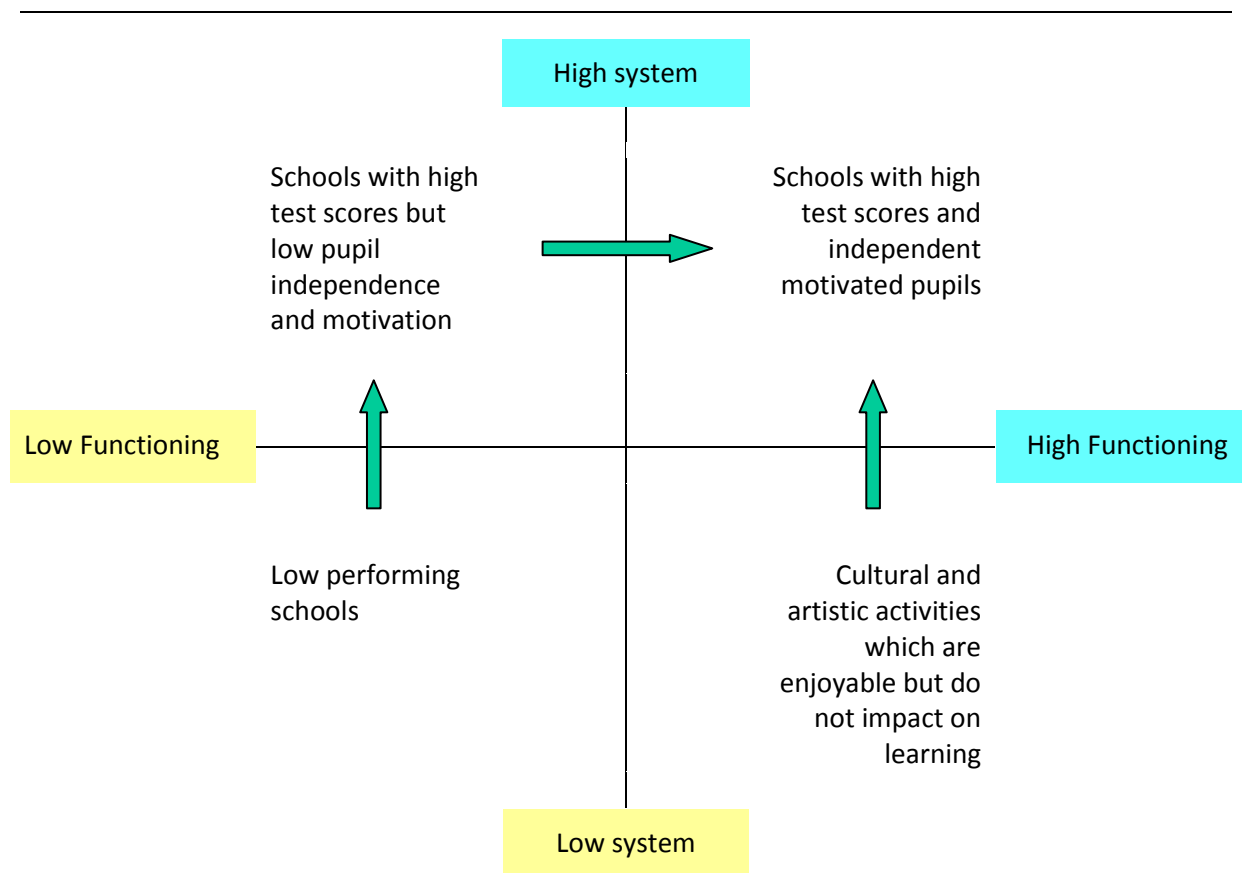 High system
Schools with high
test scores but
low pupil
independence
and motivation
Schools with high
test scores and
independent
motivated pupils
Low Functioning
High Functioning
Low performing
schools
Cultural and
artistic activities
which are
enjoyable but do
not impact on
learning
Low system